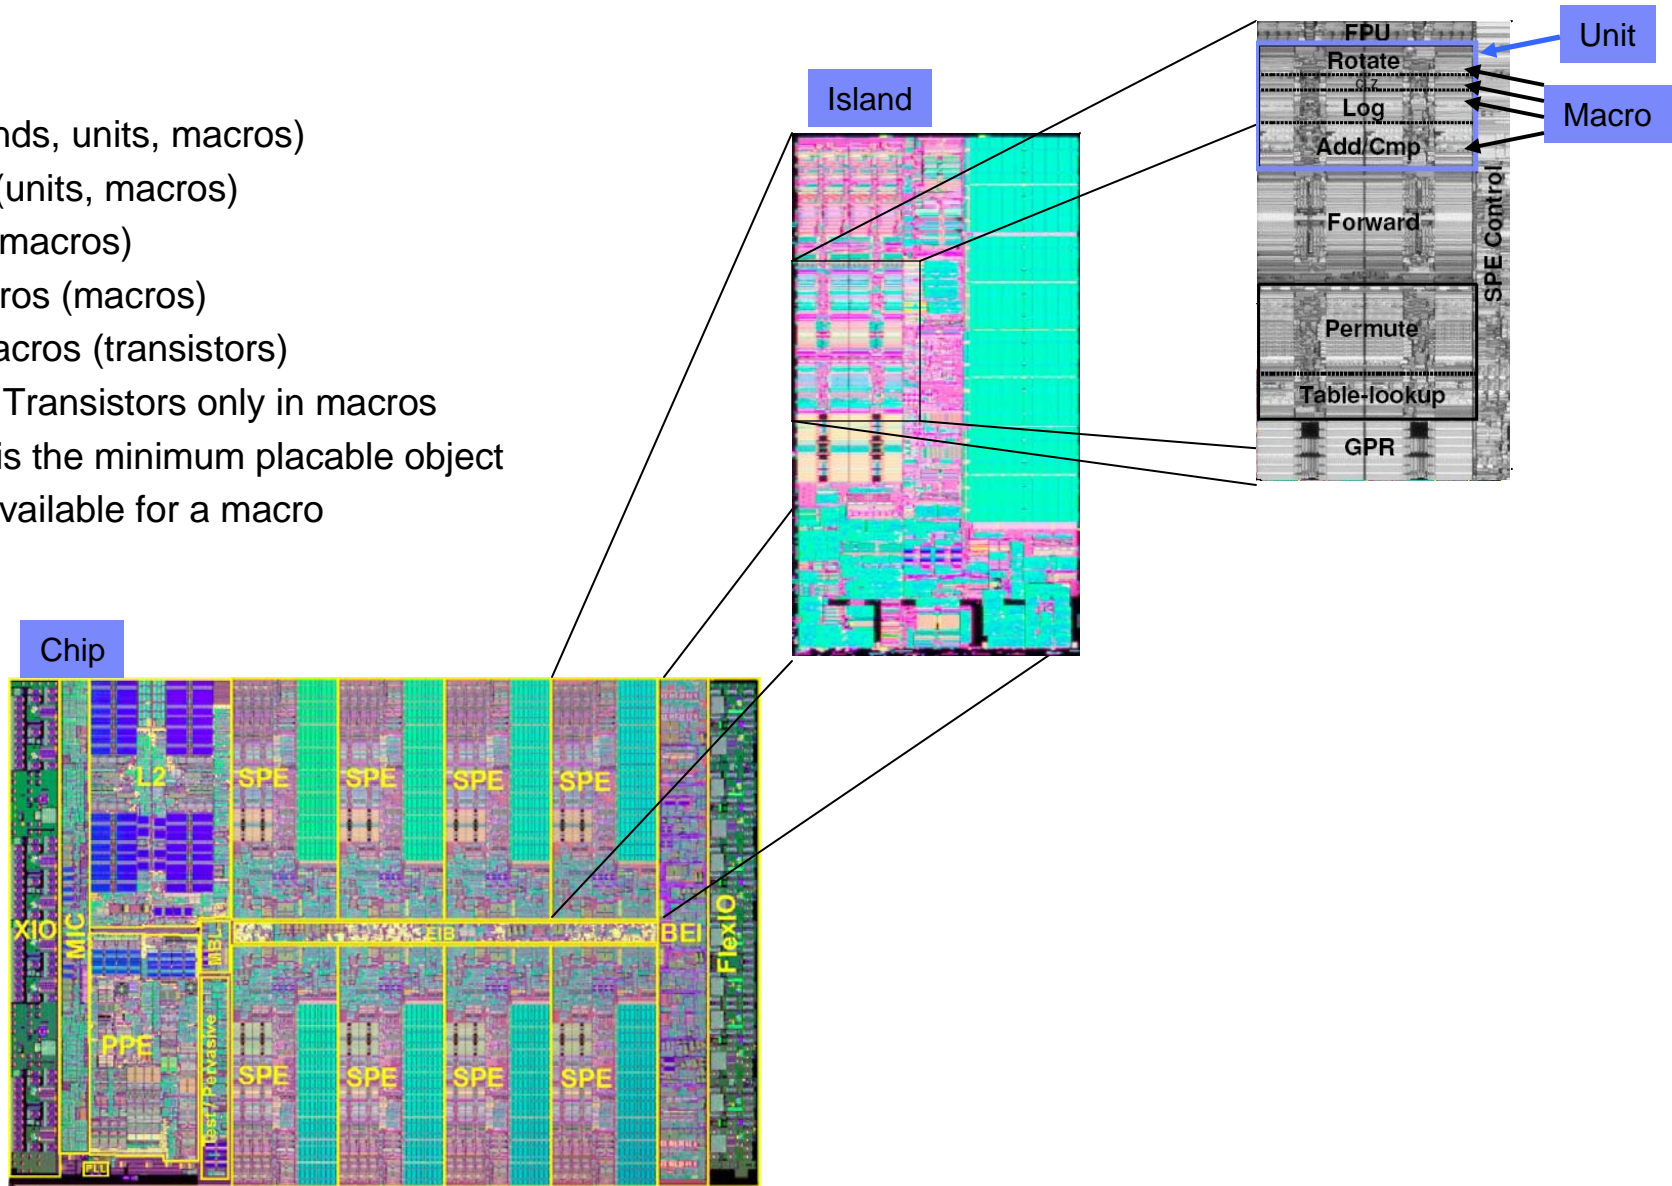 nds, units, macros)
(units, macros)
macros)
ros (macros)
acros (transistors)
Transistors only in macros
is the minimum placable object
vailable for a macro
Island
Unit
Macro
FPU
Rotate
Log
Add/Cmp
Forward
Permute
Table-lookup
GPR
SPE Control
Chip
L2
SPE
SPE
SPE
SPE
XIO
MIC
MBL
EIB
BEI
FlexIO
PPE
Test / Pervasive
SPE
SPE
SPE
SPE
PLL